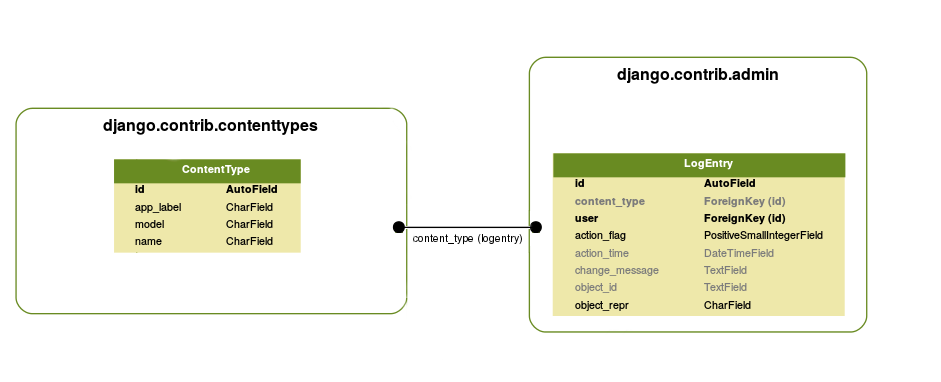 django.contrib.contenttypes
ContentType
id AutoField
app_label CharField
model CharField
name CharField
content_type (logentry)
django.contrib.admin
LogEntry
id AutoField
content_type ForeignKey (id)
user ForeignKey (id)
action_flag PositiveSmallIntegerField
action_time DateTimeField
change_message TextField
object_id TextField
object_repr CharField